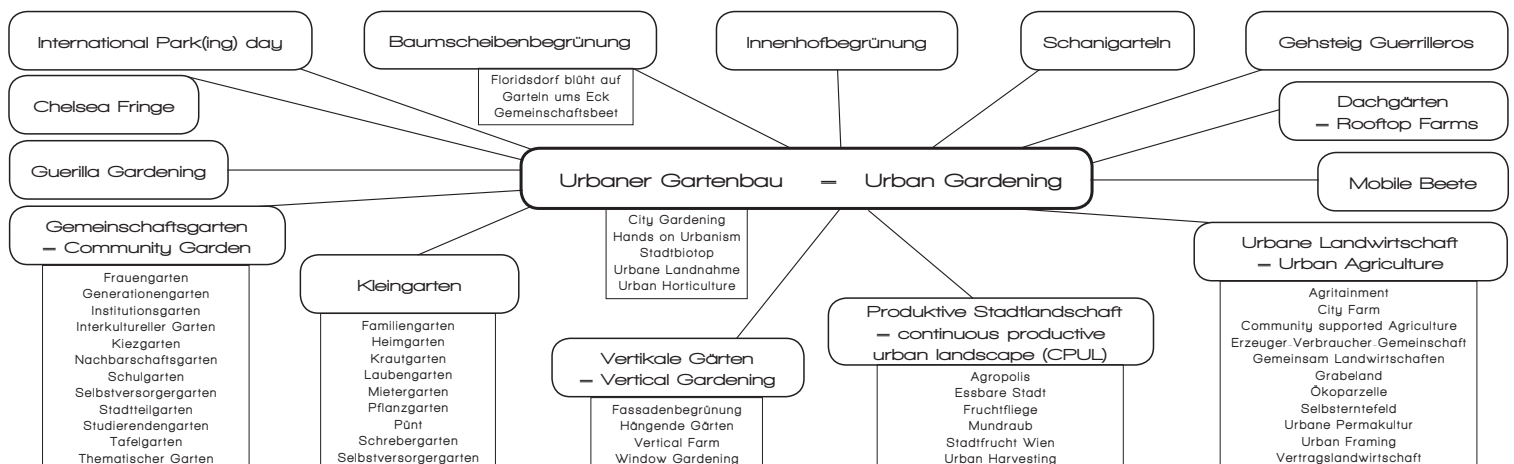 International Park(ing) day
Baumscheibenbegrünung
Floridsdorf blüht auf
Garteln ums Eck
Gemeinschaftsbeet
Innenhofbegrünung
Schanigarteln
Gehsteig Guerrilleros
Chelsea Fringe
Dachgärten
– Rooftop Farms
Guerilla Gardening
Urbaner Gartenbau – Urban Gardening
City Gardening
Hands on Urbanism
Stadtbiotop
Urbane Landnahme
Urban Horticulture
Mobile Beete
Gemeinschaftsgarten
– Community Garden
Frauengarten
Generationengarten
Institutionsgarten
Interkultureller Garten
Kiezgarten
Nachbarschaftsgarten
Schulgarten
Selbstversorgergarten
Stadtteilgarten
Studierendengarten
Tafelgarten
Thematischer Garten
Kleingarten
Familiengarten
Heimgarten
Krautgarten
Laubengarten
Mietergarten
Pflanzgarten
Pünt
Schrebergarten
Selbstversorgergarten
Vertikale Gärten
– Vertical Gardening
Fassadenbegrünung
Hängende Gärten
Vertical Farm
Window Gardening
Produktive Stadtlandschaft
– continuous productive
urban landscape (CPUL)
Agropolis
Essbare Stadt
Fruchtfliege
Mundraub
Stadtfrucht Wien
Urban Harvesting
Urbane Landwirtschaft
– Urban Agriculture
Agritainment
City Farm
Community supported Agriculture
Erzeuger-Verbraucher-Gemeinschaft
Gemeinsam Landwirtschaften
Grabeland
Ökoparzelle
Selbsterntefeld
Urbane Permakultur
Urban Framing
Vertragslandwirtschaft